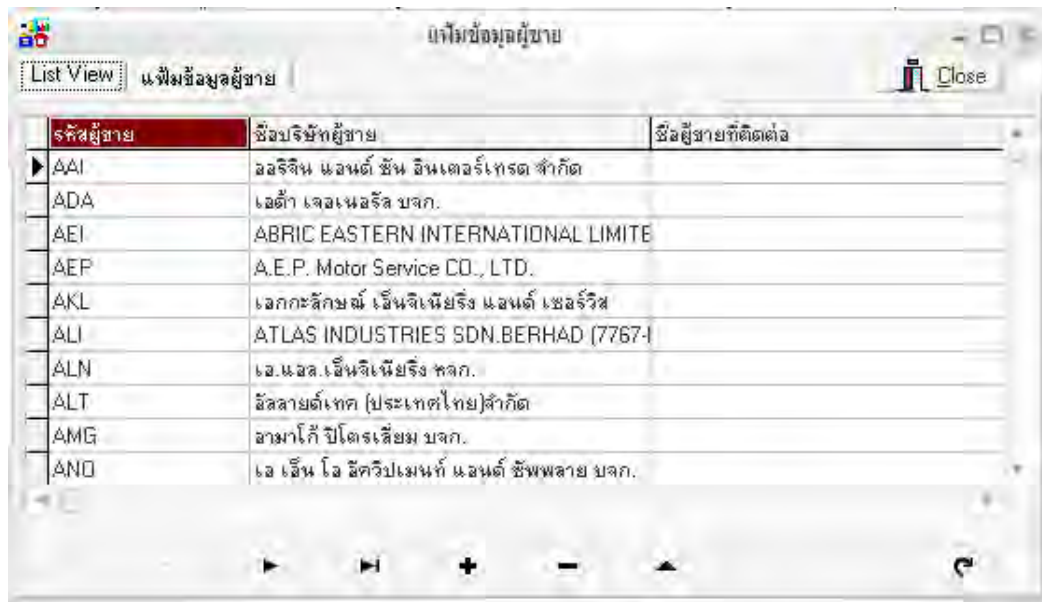 แฟ้มข้อมูลผู้ขาย
List View แฟ้มข้อมูลผู้ขาย Close
รหัสผู้ขาย ชื่อบริษัทผู้ขาย ชื่อผู้ขายที่ติดต่อ
AAI ออริจิน แอนด์ ซัน อินเตอร์เทรด จำกัด
ADA เอด้า เจอเนอรัล บจก.
AEI ABRIC EASTERN INTERNATIONAL LIMITE
AEP A.E.P. Motor Service CO., LTD.
AKL เอกกะลักษณ์ เอ็นจิเนียริ่ง แอนด์ เซอร์วิส
ALI ATLAS INDUSTRIES SDN.BERHAD (7767-
ALN เอ.แอล.เอ็นจิเนียริ่ง หจก.
ALT อัลลายด์เทค (ประเทศไทย)จำกัด
AMG อามาโก้ ปิโตรเลียม บจก.
ANO เอ เอ็น โอ อิควิปเมนท์ แอนด์ ซัพพลาย บจก.